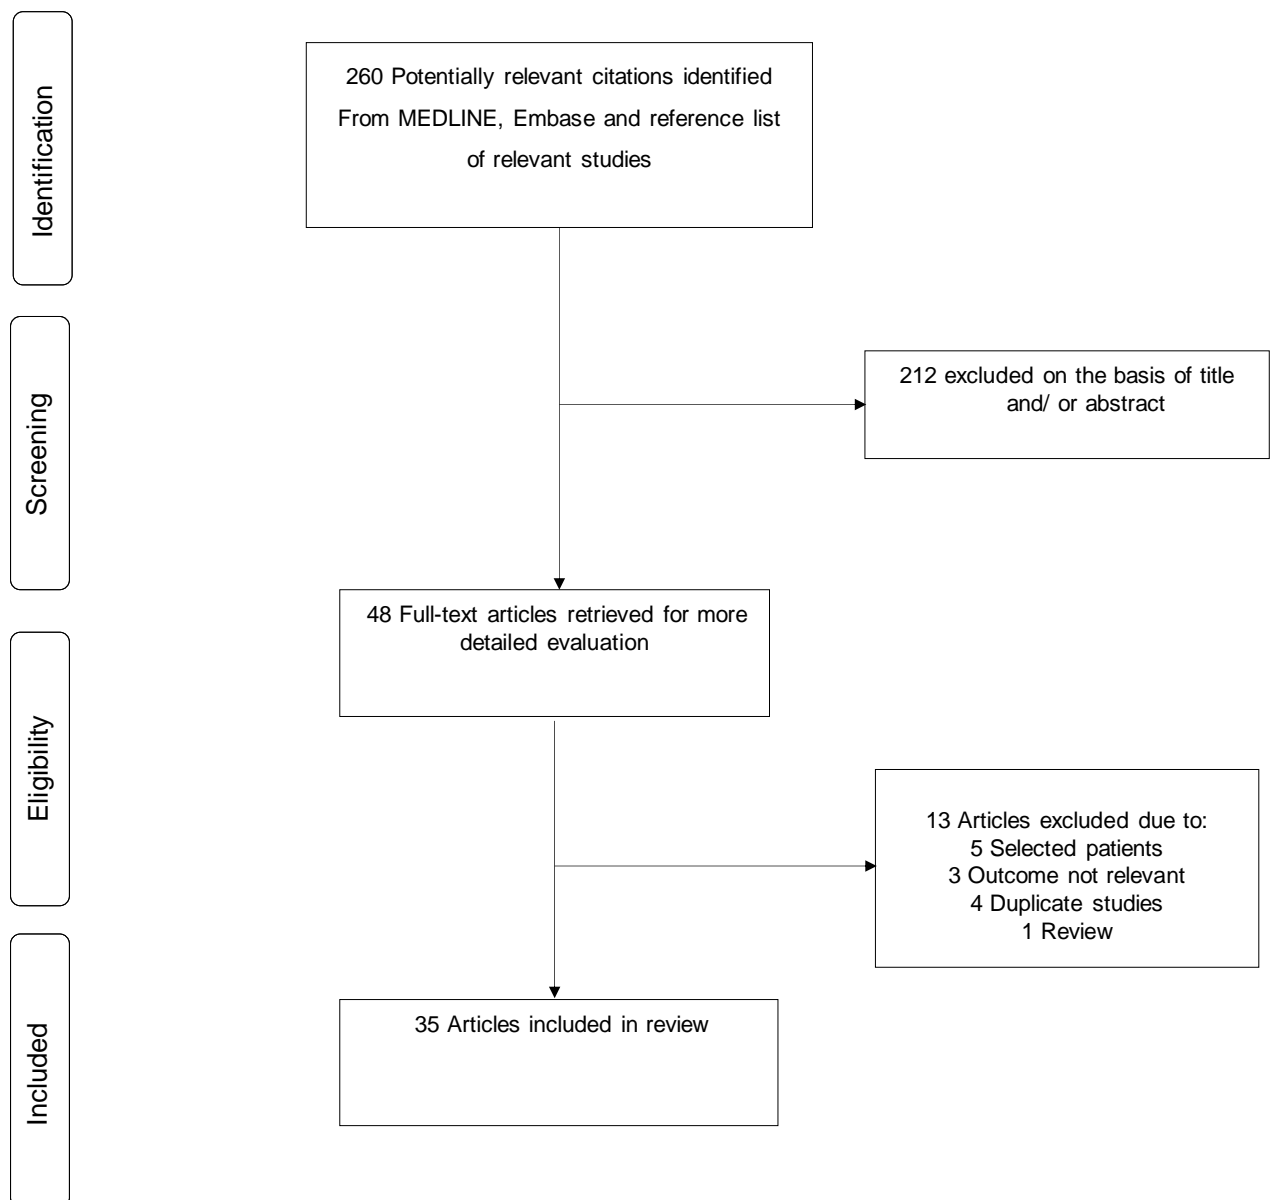 Identification
260 Potentially relevant citations identified
From MEDLINE, Embase and reference list
of relevant studies
Screening
212 excluded on the basis of title
and/ or abstract
48 Full-text articles retrieved for more
detailed evaluation
Eligibility
13 Articles excluded due to:
5 Selected patients
3 Outcome not relevant
4 Duplicate studies
1 Review
Included
35 Articles included in review